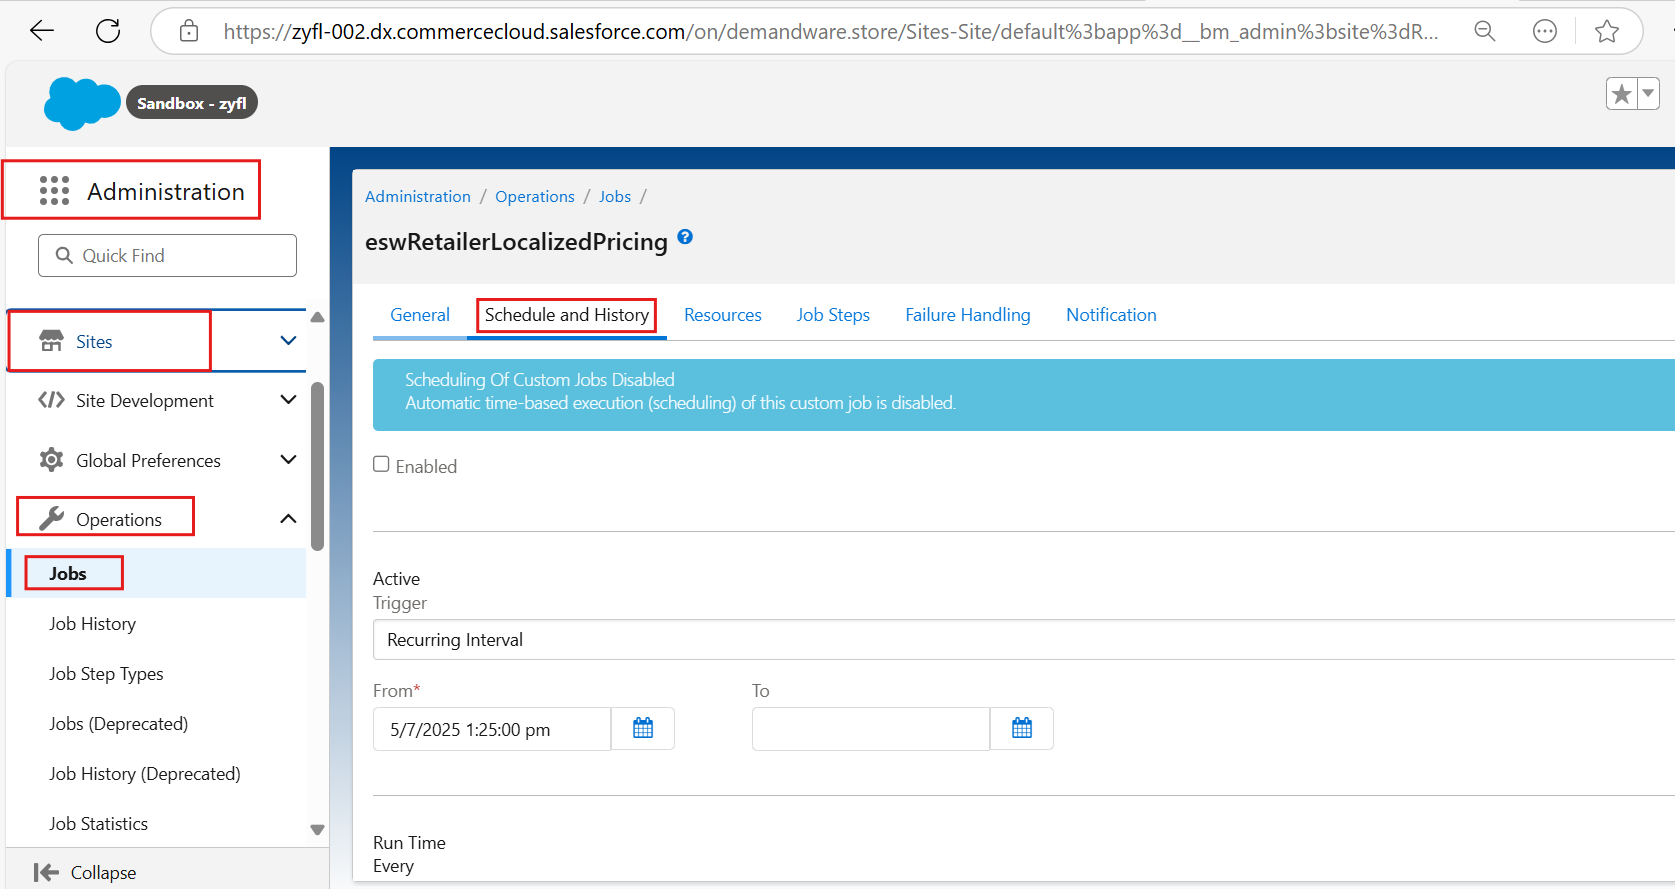 https://zyfl-002.dx.commercecloud.salesforce.com/on/demandware.store/Sites-Site/default%3bapp%3d__bm_admin%3bsite%3dR...
Sandbox - zyfl
Administration
Quick Find
Sites
Site Development
Global Preferences
Operations
Jobs
Job History
Job Step Types
Jobs (Deprecated)
Job History (Deprecated)
Job Statistics
Collapse
Administration / Operations / Jobs /
eswRetailerLocalizedPricing ?
General Schedule and History Resources Job Steps Failure Handling Notification
Scheduling Of Custom Jobs Disabled
Automatic time-based execution (scheduling) of this custom job is disabled.
Enabled
Active
Trigger
Recurring Interval
From* To
5/7/2025 1:25:00 pm
Run Time
Every